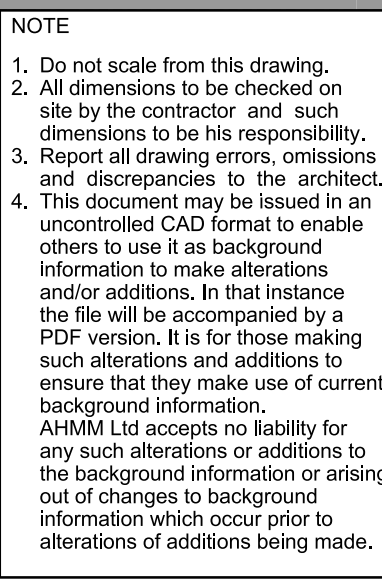 NOTE
1. Do not scale from this drawing.
2. All dimensions to be checked on
site by the contractor and such
dimensions to be his responsibility.
3. Report all drawing errors, omissions
and discrepancies to the architect.
4. This document may be issued in an
uncontrolled CAD format to enable
others to use it as background
information to make alterations
and/or additions. In that instance
the file will be accompanied by a
PDF version. It is for those making
such alterations and additions to
ensure that they make use of current
background information.
AHMM Ltd accepts no liability for
any such alterations or additions to
the background information or arising
out of changes to background
information which occur prior to
alterations of additions being made.